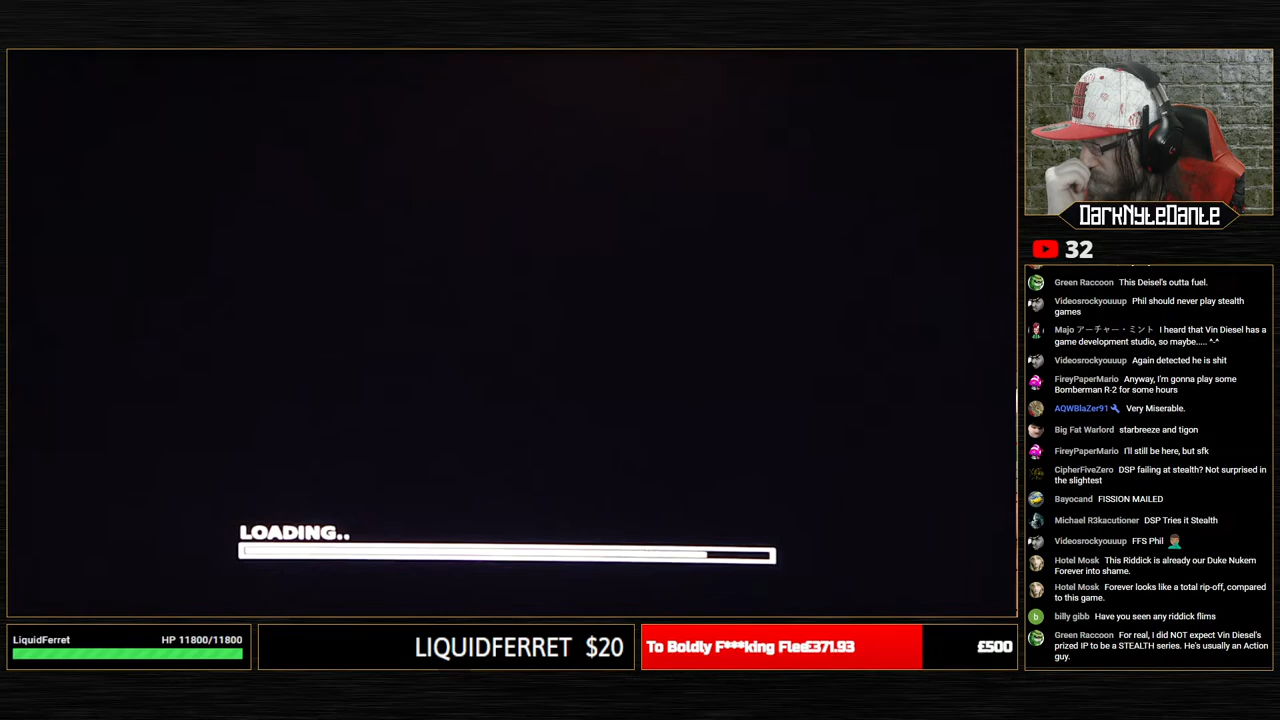 LOADING..
DarkNyteDante
32
Green Raccoon This Deisel's outta fuel.
Videosrockyouuup Phil should never play stealth
games
Majo アーチャー・ミント I heard that Vin Diesel has a
game development studio, so maybe..... ^-^
Videosrockyouuup Again detected he is shit
FireyPaperMario Anyway, I'm gonna play some
Bomberman R-2 for some hours
AQWBlaZer91 Very Miserable.
Big Fat Warlord starbreeze and tigon
FireyPaperMario I'll still be here, but sfk
CipherFiveZero DSP failing at stealth? Not surprised in
the slightest
Bayocand FISSION MAILED
Michael R3kacutioner DSP Tries it Stealth
Videosrockyouuup FFS Phil
Hotel Mosk This Riddick is already our Duke Nukem
Forever into shame.
Hotel Mosk Forever looks like a total rip-off, compared
to this game.
billy gibb Have you seen any riddick flims
Green Raccoon For real, I did NOT expect Vin Diesel's
prized IP to be a STEALTH series. He's usually an Action
guy.
LiquidFerret HP 11800/11800
LIQUIDFERRET $20
To Boldly F***king Flee£371.93 £500